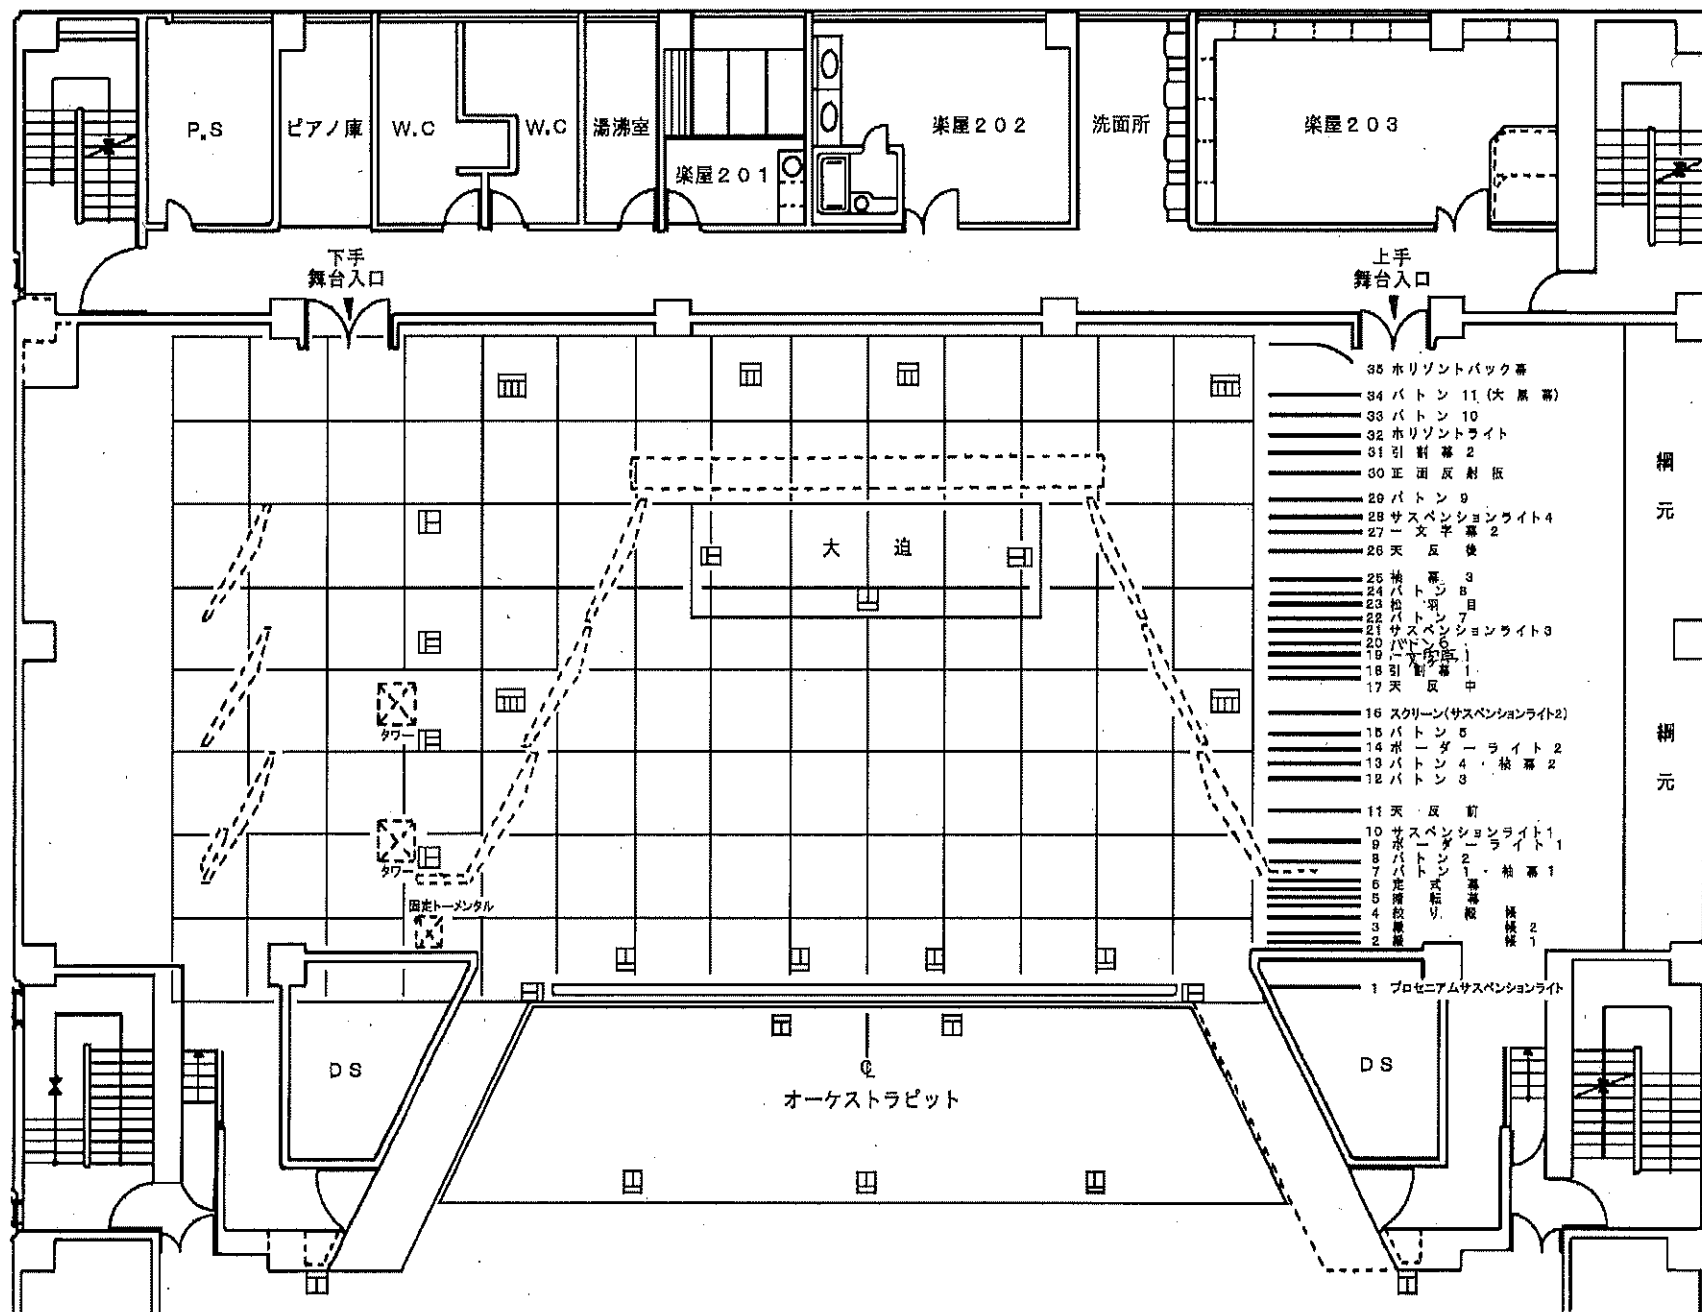 P.S
ピアノ庫
W.C
W.C
湯沸室
楽屋201
楽屋202
洗面所
楽屋203
下手
舞台入口
上手
舞台入口
35 ホリゾントバック幕
34 バトン 11 (大黒幕)
33 バトン 10
32 ホリゾントライト
31 引割幕 2
30 正面反射板
29 バトン 9
28 サスペンションライト4
27 一文字幕 2
26 天反後
25 袖幕 3
24 バトン 8
23 松羽目
22 バトン 7
21 サスペンションライト3
20 バトン6
19 一文字幕1
18 引割幕 1
17 天反中
16 スクリーン(サスペンションライト2)
15 バトン 5
14 ボーダーライト 2
13 バトン 4・袖幕 2
12 バトン 3
11 天反前
10 サスペンションライト1
9 ボーダーライト 1
8 バトン 2
7 バトン 1・袖幕 1
6 定式幕
5 暗転幕
4 絞り緞帳
3 緞帳 2
2 緞帳 1
1 プロセニアムサスペンションライト
綱元
綱元
大迫
タワー
タワー
固定トーメンタル
DS
DS
℄
オーケストラピット